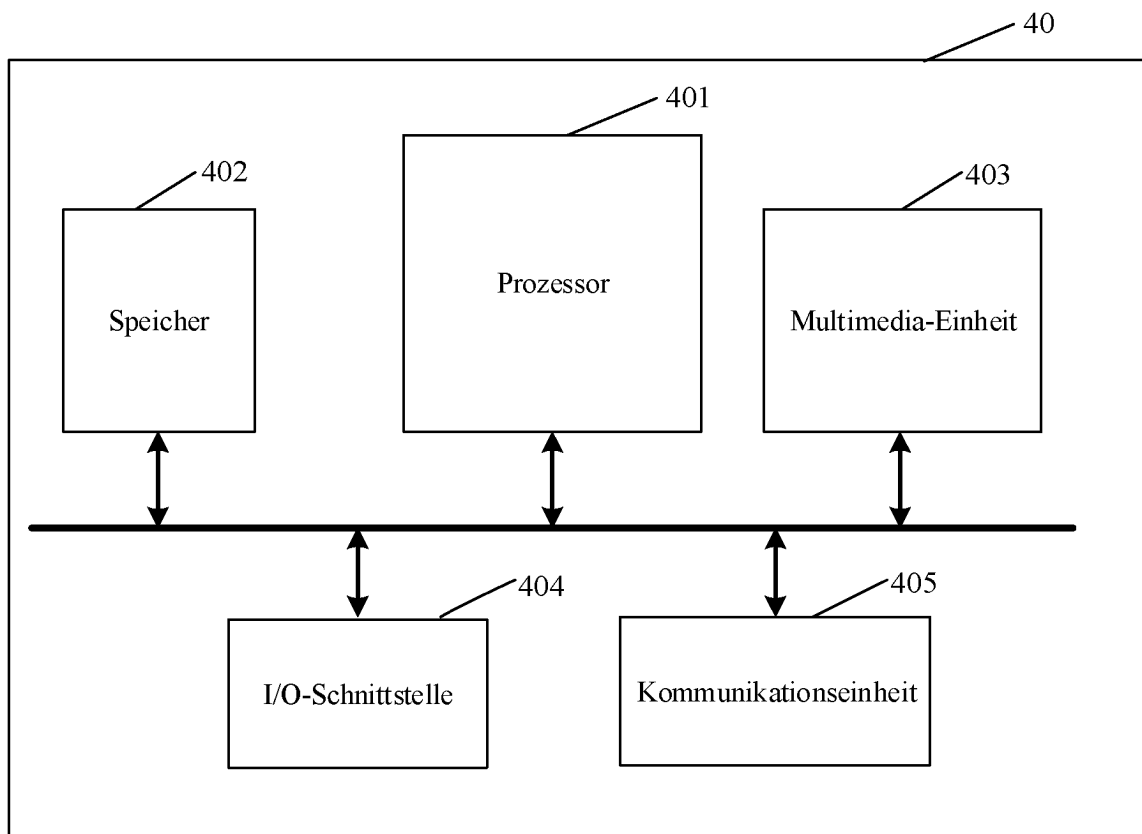 40
401
402
403
Prozessor
Speicher
Multimedia-Einheit
404
405
I/O-Schnittstelle
Kommunikationseinheit